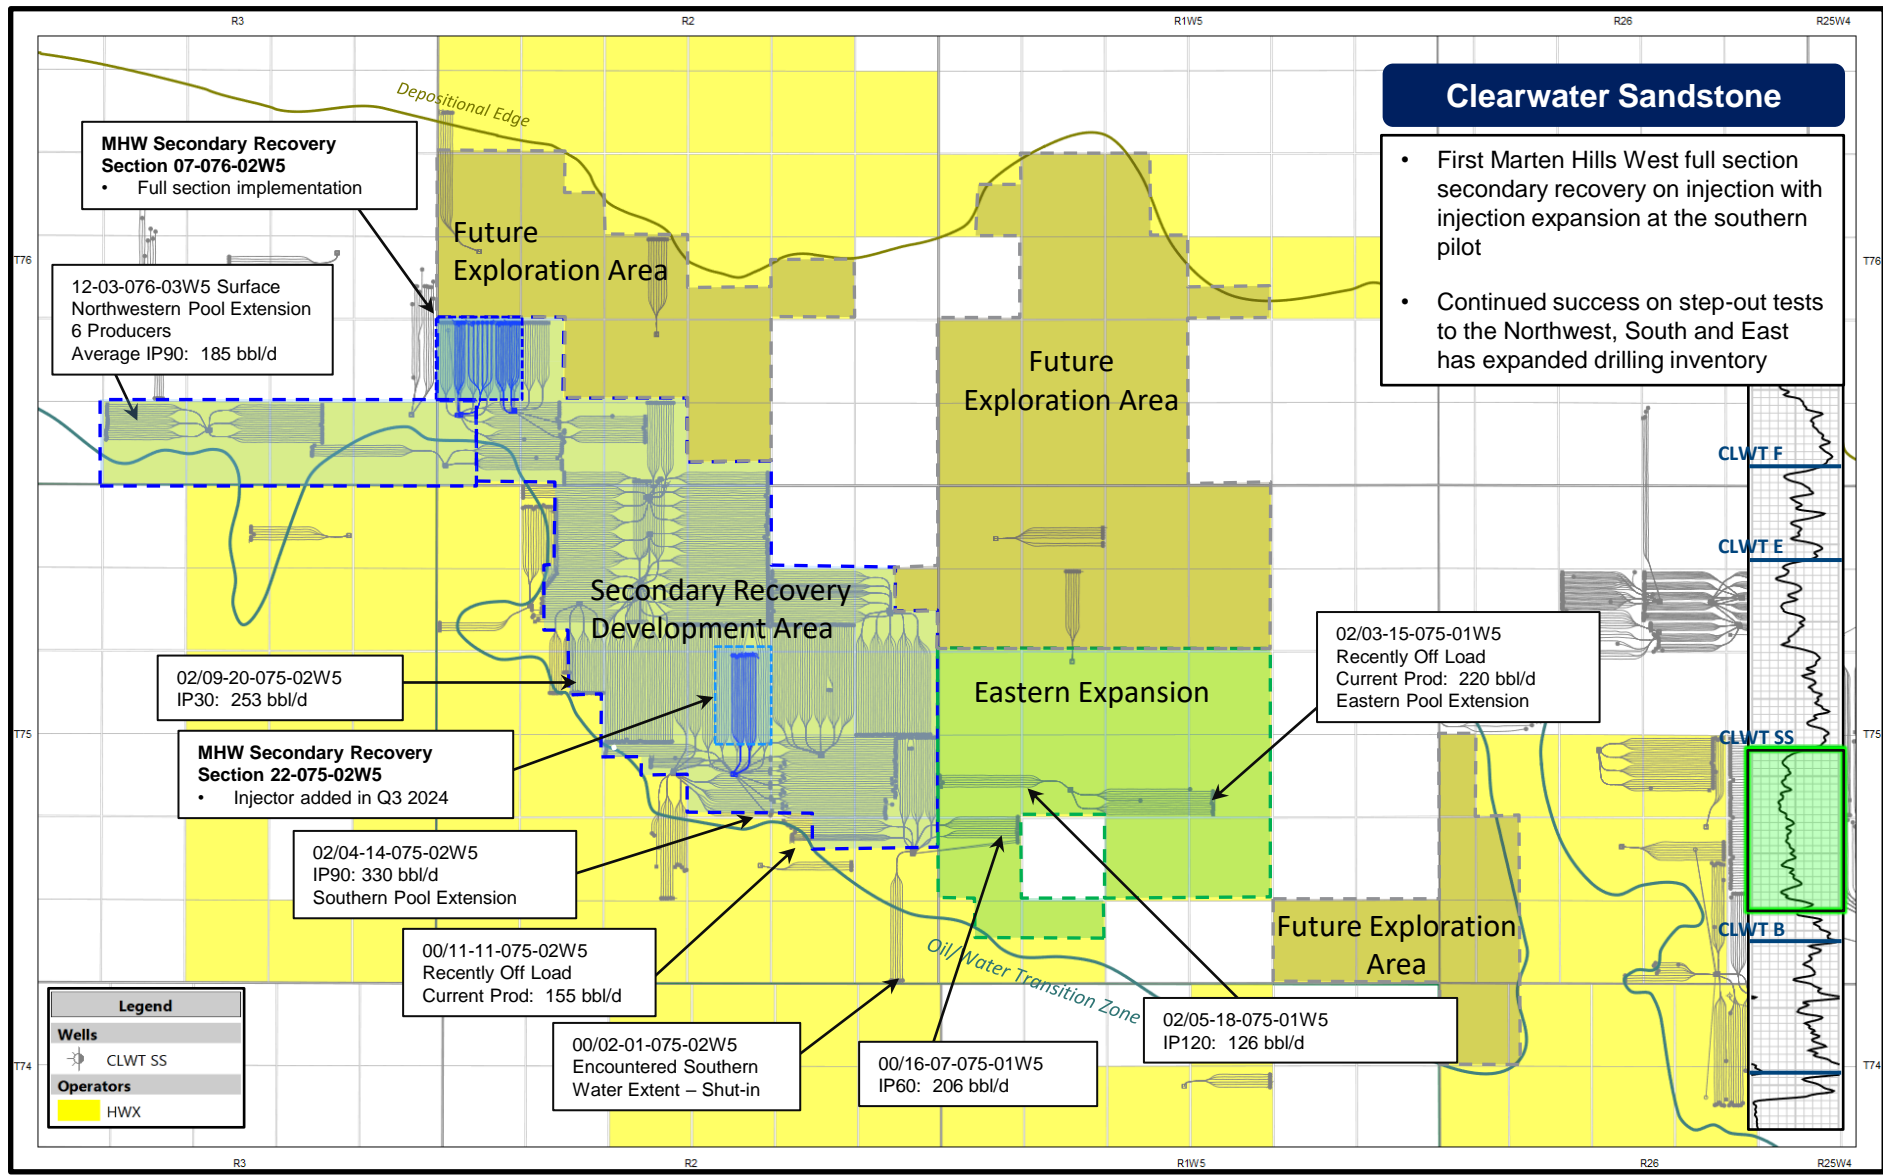 R3
R2
R1W5
R26
R25W4
Clearwater Sandstone
• First Marten Hills West full section
secondary recovery on injection with
injection expansion at the southern
pilot
• Continued success on step-out tests
to the Northwest, South and East
has expanded drilling inventory
Depositional Edge
MHW Secondary Recovery
Section 07-076-02W5
• Full section implementation
T76
T76
12-03-076-03W5 Surface
Northwestern Pool Extension
6 Producers
Average IP90: 185 bbl/d
Future
Exploration Area
Future
Exploration Area
CLWT F
CLWT E
Secondary Recovery
Development Area
02/03-15-075-01W5
Recently Off Load
Current Prod: 220 bbl/d
Eastern Pool Extension
02/09-20-075-02W5
IP30: 253 bbl/d
Eastern Expansion
T75
T75
CLWT SS
MHW Secondary Recovery
Section 22-075-02W5
• Injector added in Q3 2024
02/04-14-075-02W5
IP90: 330 bbl/d
Southern Pool Extension
00/11-11-075-02W5
Recently Off Load
Current Prod: 155 bbl/d
Oil/Water Transition Zone
Future Exploration
Area
CLWT B
00/02-01-075-02W5
Encountered Southern
Water Extent – Shut-in
00/16-07-075-01W5
IP60: 206 bbl/d
02/05-18-075-01W5
IP120: 126 bbl/d
Legend
Wells
CLWT SS
Operators
HWX
T74
T74
R3
R2
R1W5
R26
R25W4